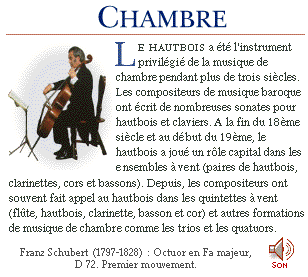 CHAMBRE
LE HAUTBOIS a été l'instrument
privilégié de la musique de
chambre pendant plus de trois siècles.
Les compositeurs de musique baroque
ont écrit de nombreuses sonates pour
hautbois et claviers. A la fin du 18ème
siècle et au début du 19ème, le
hautbois a joué un rôle capital dans les
ensembles à vent (paires de hautbois,
clarinettes, cors et bassons). Depuis, les compositeurs ont
souvent fait appel au hautbois dans les quintettes à vent
(flûte, hautbois, clarinette, basson et cor) et autres formations
de musique de chambre comme les trios et les quatuors.
Franz Schubert (1797-1828) : Octuor en Fa majeur,
D 72. Premier mouvement.
SON